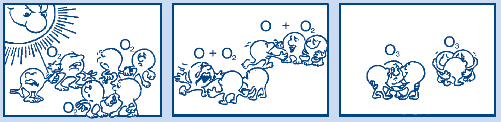 O
O₂
O₂
O + O₂
O + O₂
O₃
O₃